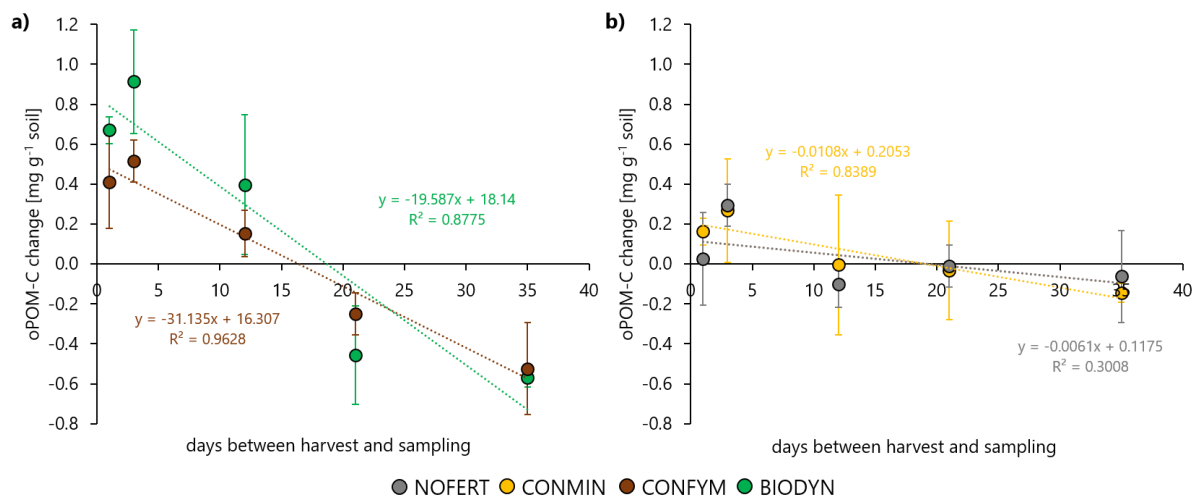 a)
oPOM-C change [mg g⁻¹ soil]
1.2
1.0
0.8
0.6
0.4
0.2
0.0
-0.2
-0.4
-0.6
-0.8
0 5 10 15 20 25 30 35 40
y = -19.587x + 18.14
R² = 0.8775
y = -31.135x + 16.307
R² = 0.9628
days between harvest and sampling
b)
oPOM-C change [mg g⁻¹ soil]
1.2
1.0
0.8
0.6
0.4
0.2
0.0
-0.2
-0.4
-0.6
-0.8
0 5 10 15 20 25 30 35 40
y = -0.0108x + 0.2053
R² = 0.8389
y = -0.0061x + 0.1175
R² = 0.3008
days between harvest and sampling
NOFERT CONMIN CONFYM BIODYN